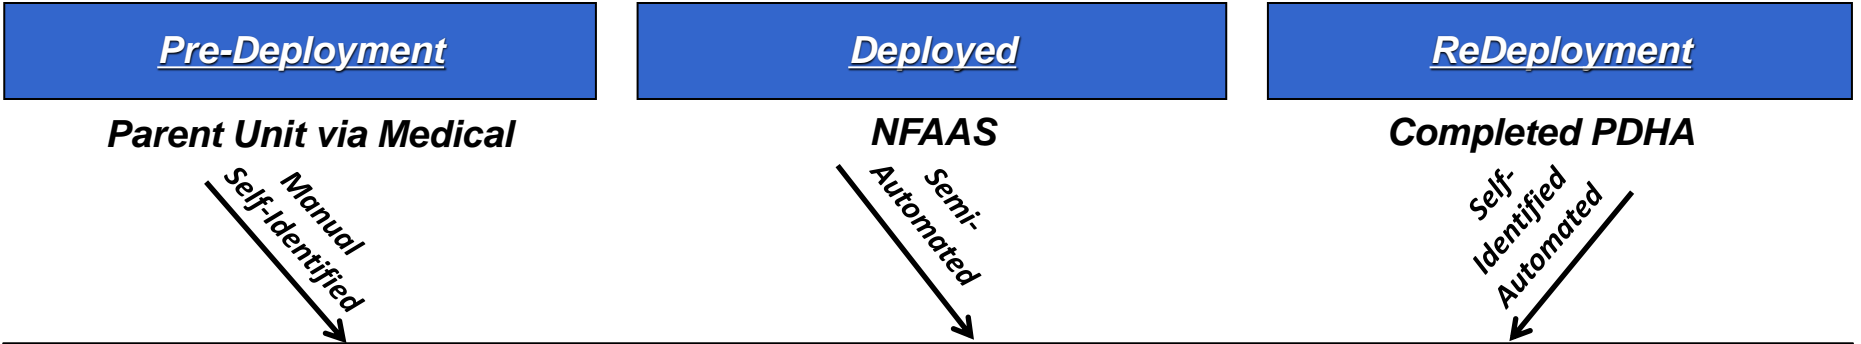 Pre-Deployment
Deployed
ReDeployment
Parent Unit via Medical
NFAAS
Completed PDHA
Manual
Self-Identified
Semi-
Automated
Self-
Identified
Automated